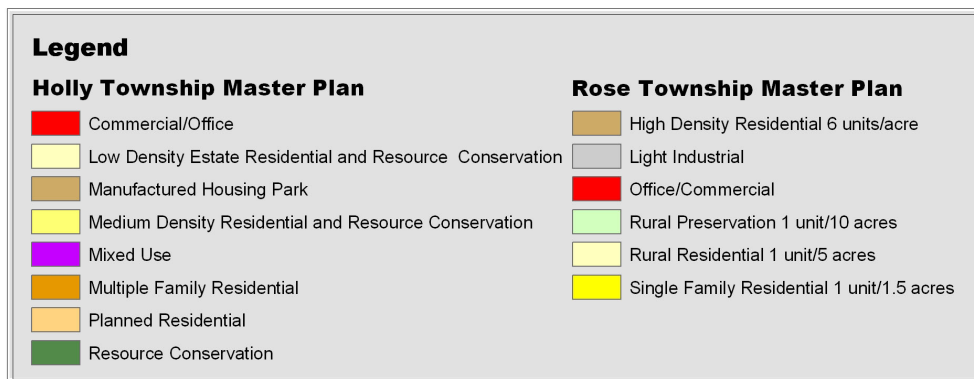 Legend
Holly Township Master Plan
Commercial/Office
Low Density Estate Residential and Resource Conservation
Manufactured Housing Park
Medium Density Residential and Resource Conservation
Mixed Use
Multiple Family Residential
Planned Residential
Resource Conservation
Rose Township Master Plan
High Density Residential 6 units/acre
Light Industrial
Office/Commercial
Rural Preservation 1 unit/10 acres
Rural Residential 1 unit/5 acres
Single Family Residential 1 unit/1.5 acres